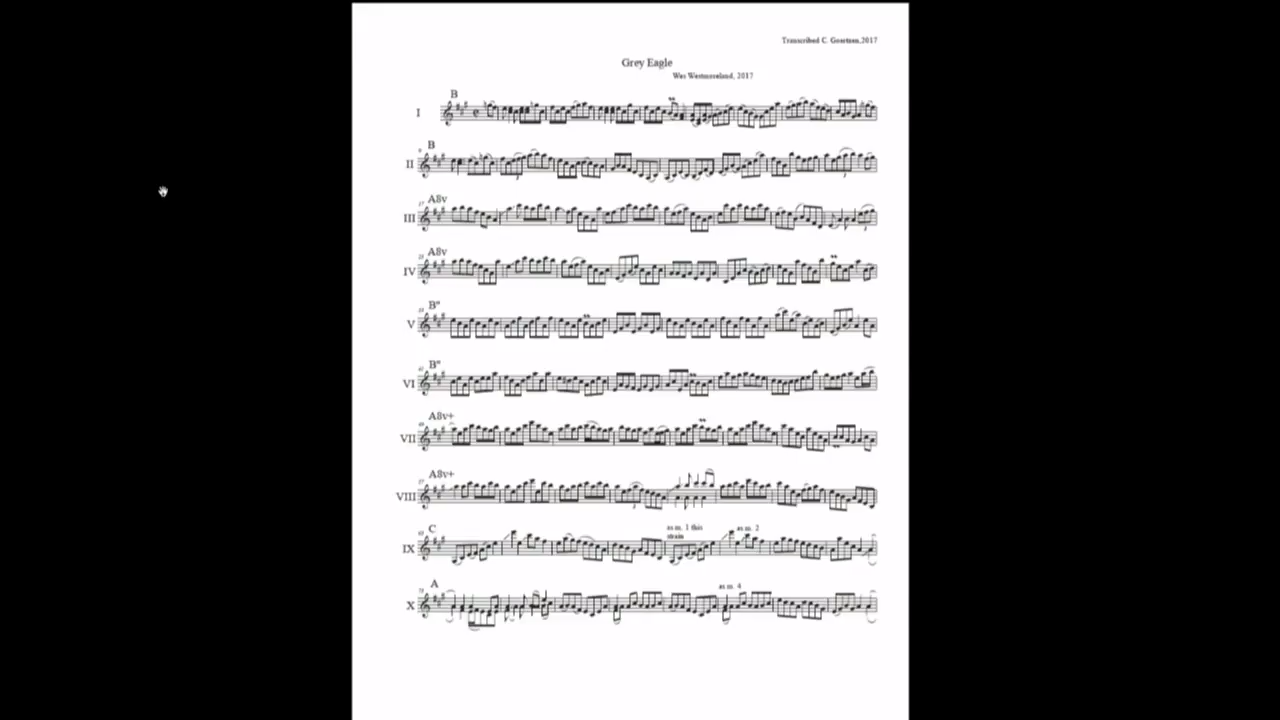 Transcribed C. Goertzen,2017
Grey Eagle
Wes Westmoreland, 2017
B
I
B
II
A8v
III
A8v
IV
B"
V
B"
VI
A8v+
VII
A8v+
VIII
C
as m. 1 this
strain
as m. 2
IX
A
as m. 4
X